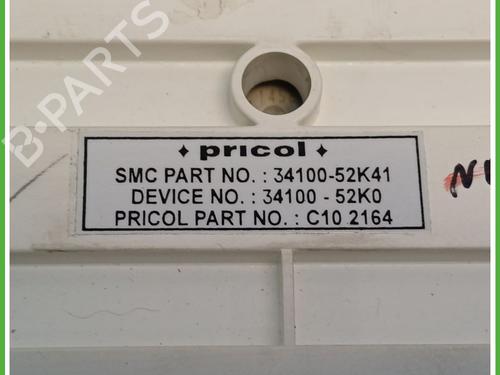 B-PARTS
♦ pricol ♦
SMC PART NO. : 34100-52K41
DEVICE NO. : 34100 - 52K0
PRICOL PART NO. : C10 2164